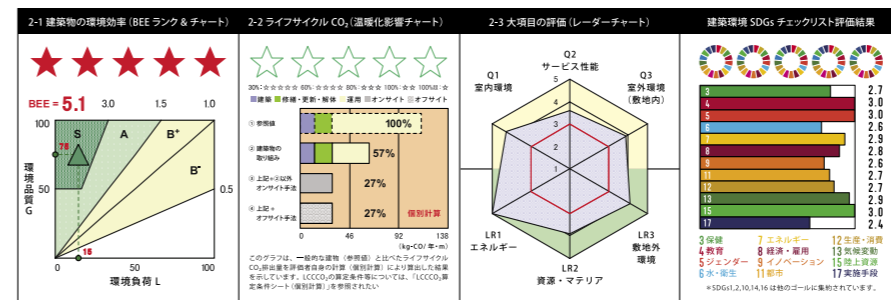 2-1 建築物の環境効率（BEE ランク & チャート）
BEE = 5.1 3.0 1.5 1.0
100
50
0
S
A
B+
B-
0.5
76
15
環境品質 G
0 50 100
環境負荷 L
2-2 ライフサイクル CO₂（温暖化影響チャート）
30%：☆☆☆☆☆ 60%：☆☆☆☆ 80%：☆☆☆ 100%：☆☆ 100%超：☆
■建築 ■修繕・更新・解体 ■運用 ■オンサイト ■オフサイト
①参照値 100%
②建築物の取り組み 57%
③上記+②以外
オンサイト手法 27%
④上記+
オフサイト手法 27%
個別計算
0 46 92 138
（kg-CO/ 年・m）
このグラフは、一般的な建物（参照値）と比べたライフサイクル
CO₂排出量を評価者自身の計算（個別計算）により算出した結果
を示しています。LCCCO₂の算定条件等については、「LCCCO₂算
定条件シート（個別計算）」を参照されたい
2-3 大項目の評価（レーダーチャート）
Q2
サービス性能
Q1
室内環境
Q3
室外環境
（敷地内）
5
4
3
2
1
LR1
エネルギー
LR3
敷地外
環境
LR2
資源・マテリア
建築環境 SDGs チェックリスト評価結果
3 2.7
4 3.0
5 3.0
6 2.6
7 2.9
8 2.8
9 2.6
11 2.7
12 2.7
13 2.9
15 3.0
17 2.4
3 保健 7 エネルギー 12 生産・消費
4 教育 8 経済・雇用 13 気候変動
5 ジェンダー 9 イノベーション 15 陸上資源
6 水・衛生 11 都市 17 実施手段
＊SDGs1,2,10,14,16 は他のゴールに集約されています。